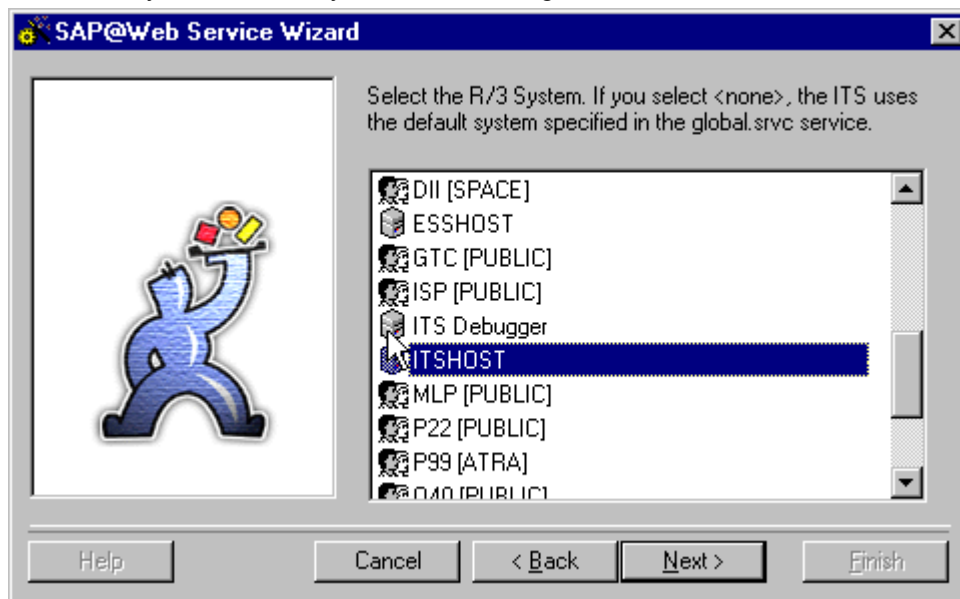 SAP@Web Service Wizard
Select the R/3 System. If you select <none>, the ITS uses
the default system specified in the global.srvc service.
DII [SPACE]
ESSHOST
GTC [PUBLIC]
ISP [PUBLIC]
ITS Debugger
ITSHOST
MLP [PUBLIC]
P22 [PUBLIC]
P99 [ATRA]
[PUBLIC]
Help
Cancel
< Back
Next >
Finish